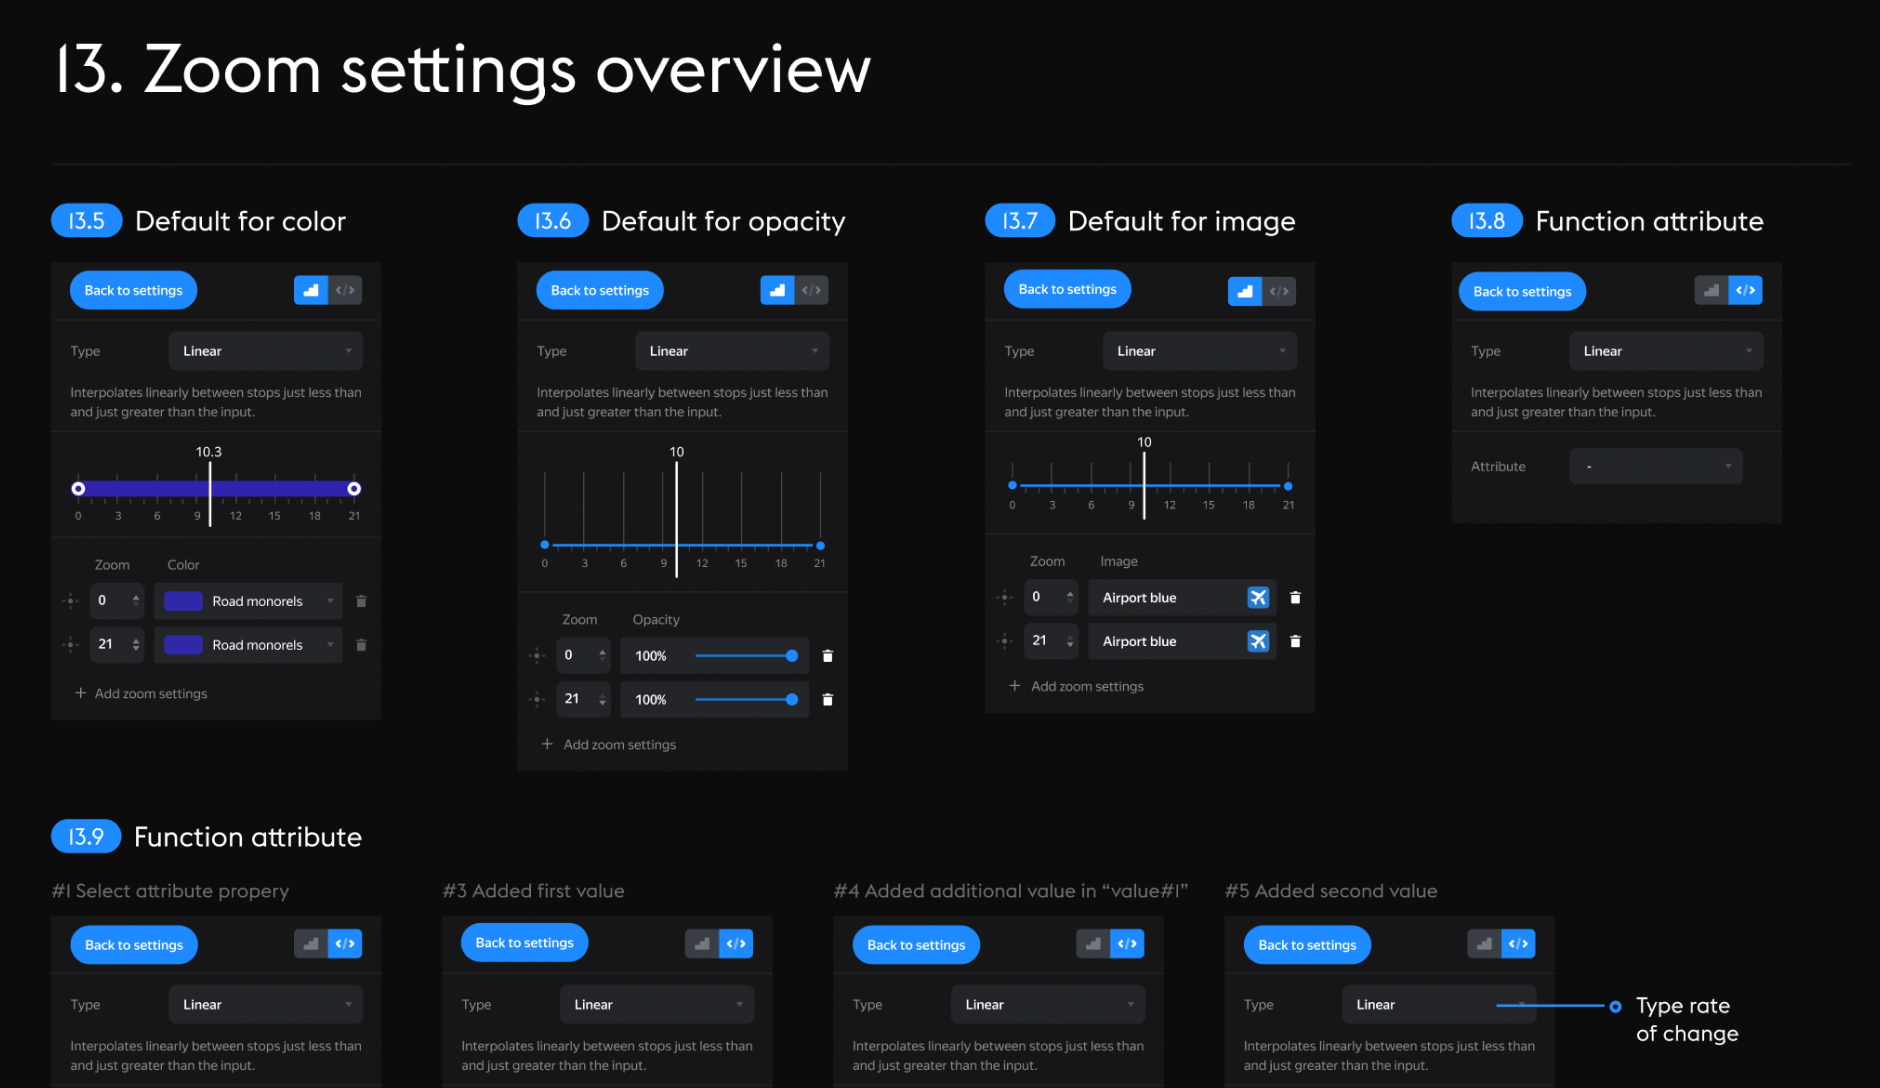 13. Zoom settings overview
13.5 Default for color
Back to settings
</>
Type Linear
Interpolates linearly between stops just less than
and just greater than the input.
10.3
0 3 6 9 12 15 18 21
Zoom Color
0 Road monorels
21 Road monorels
+ Add zoom settings
13.6 Default for opacity
Back to settings
</>
Type Linear
Interpolates linearly between stops just less than
and just greater than the input.
10
0 3 6 9 12 15 18 21
Zoom Opacity
0 100%
21 100%
+ Add zoom settings
13.7 Default for image
Back to settings
</>
Type Linear
Interpolates linearly between stops just less than
and just greater than the input.
10
0 3 6 9 12 15 18 21
Zoom Image
0 Airport blue
21 Airport blue
+ Add zoom settings
13.8 Function attribute
Back to settings
</>
Type Linear
Interpolates linearly between stops just less than
and just greater than the input.
Attribute -
13.9 Function attribute
#1 Select attribute propery
Back to settings
</>
Type Linear
Interpolates linearly between stops just less than
and just greater than the input.
#3 Added first value
Back to settings
</>
Type Linear
Interpolates linearly between stops just less than
and just greater than the input.
#4 Added additional value in “value#1”
Back to settings
</>
Type Linear
Interpolates linearly between stops just less than
and just greater than the input.
#5 Added second value
Back to settings
</>
Type Linear
Interpolates linearly between stops just less than
and just greater than the input.
Type rate
of change